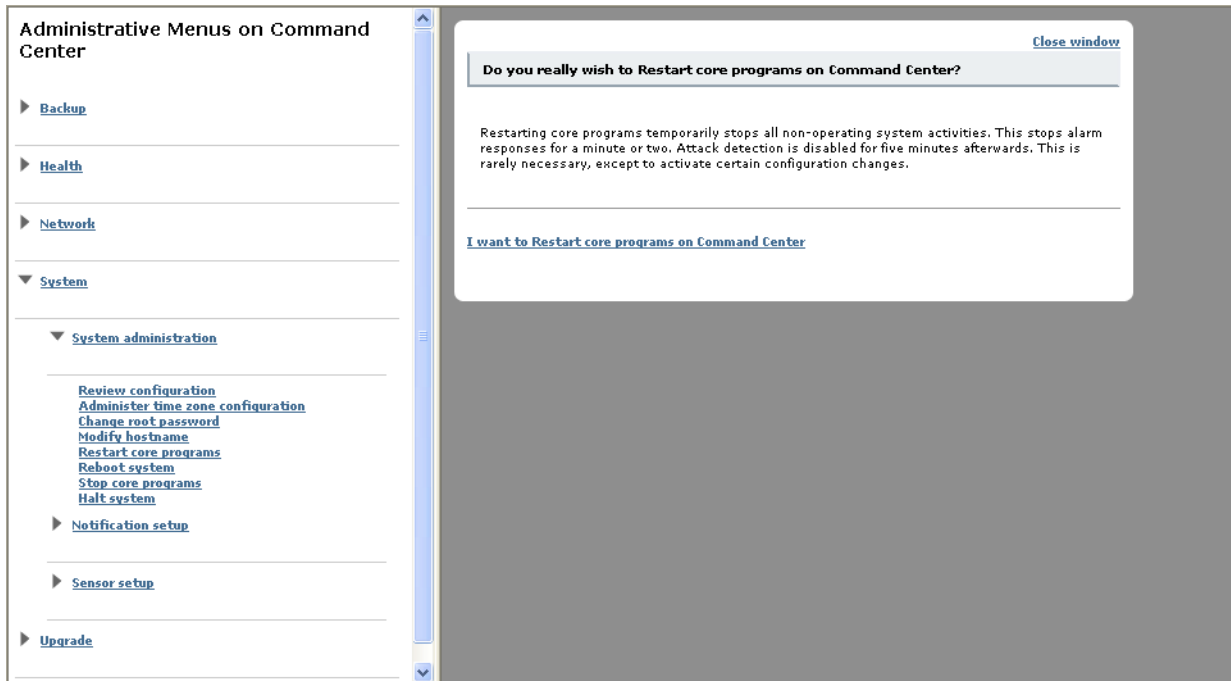 Administrative Menus on Command
Center
Backup
Health
Network
System
System administration
Review configuration
Administer time zone configuration
Change root password
Modify hostname
Restart core programs
Reboot system
Stop core programs
Halt system
Notification setup
Sensor setup
Upgrade
Close window
Do you really wish to Restart core programs on Command Center?
Restarting core programs temporarily stops all non-operating system activities. This stops alarm
responses for a minute or two. Attack detection is disabled for five minutes afterwards. This is
rarely necessary, except to activate certain configuration changes.
I want to Restart core programs on Command Center